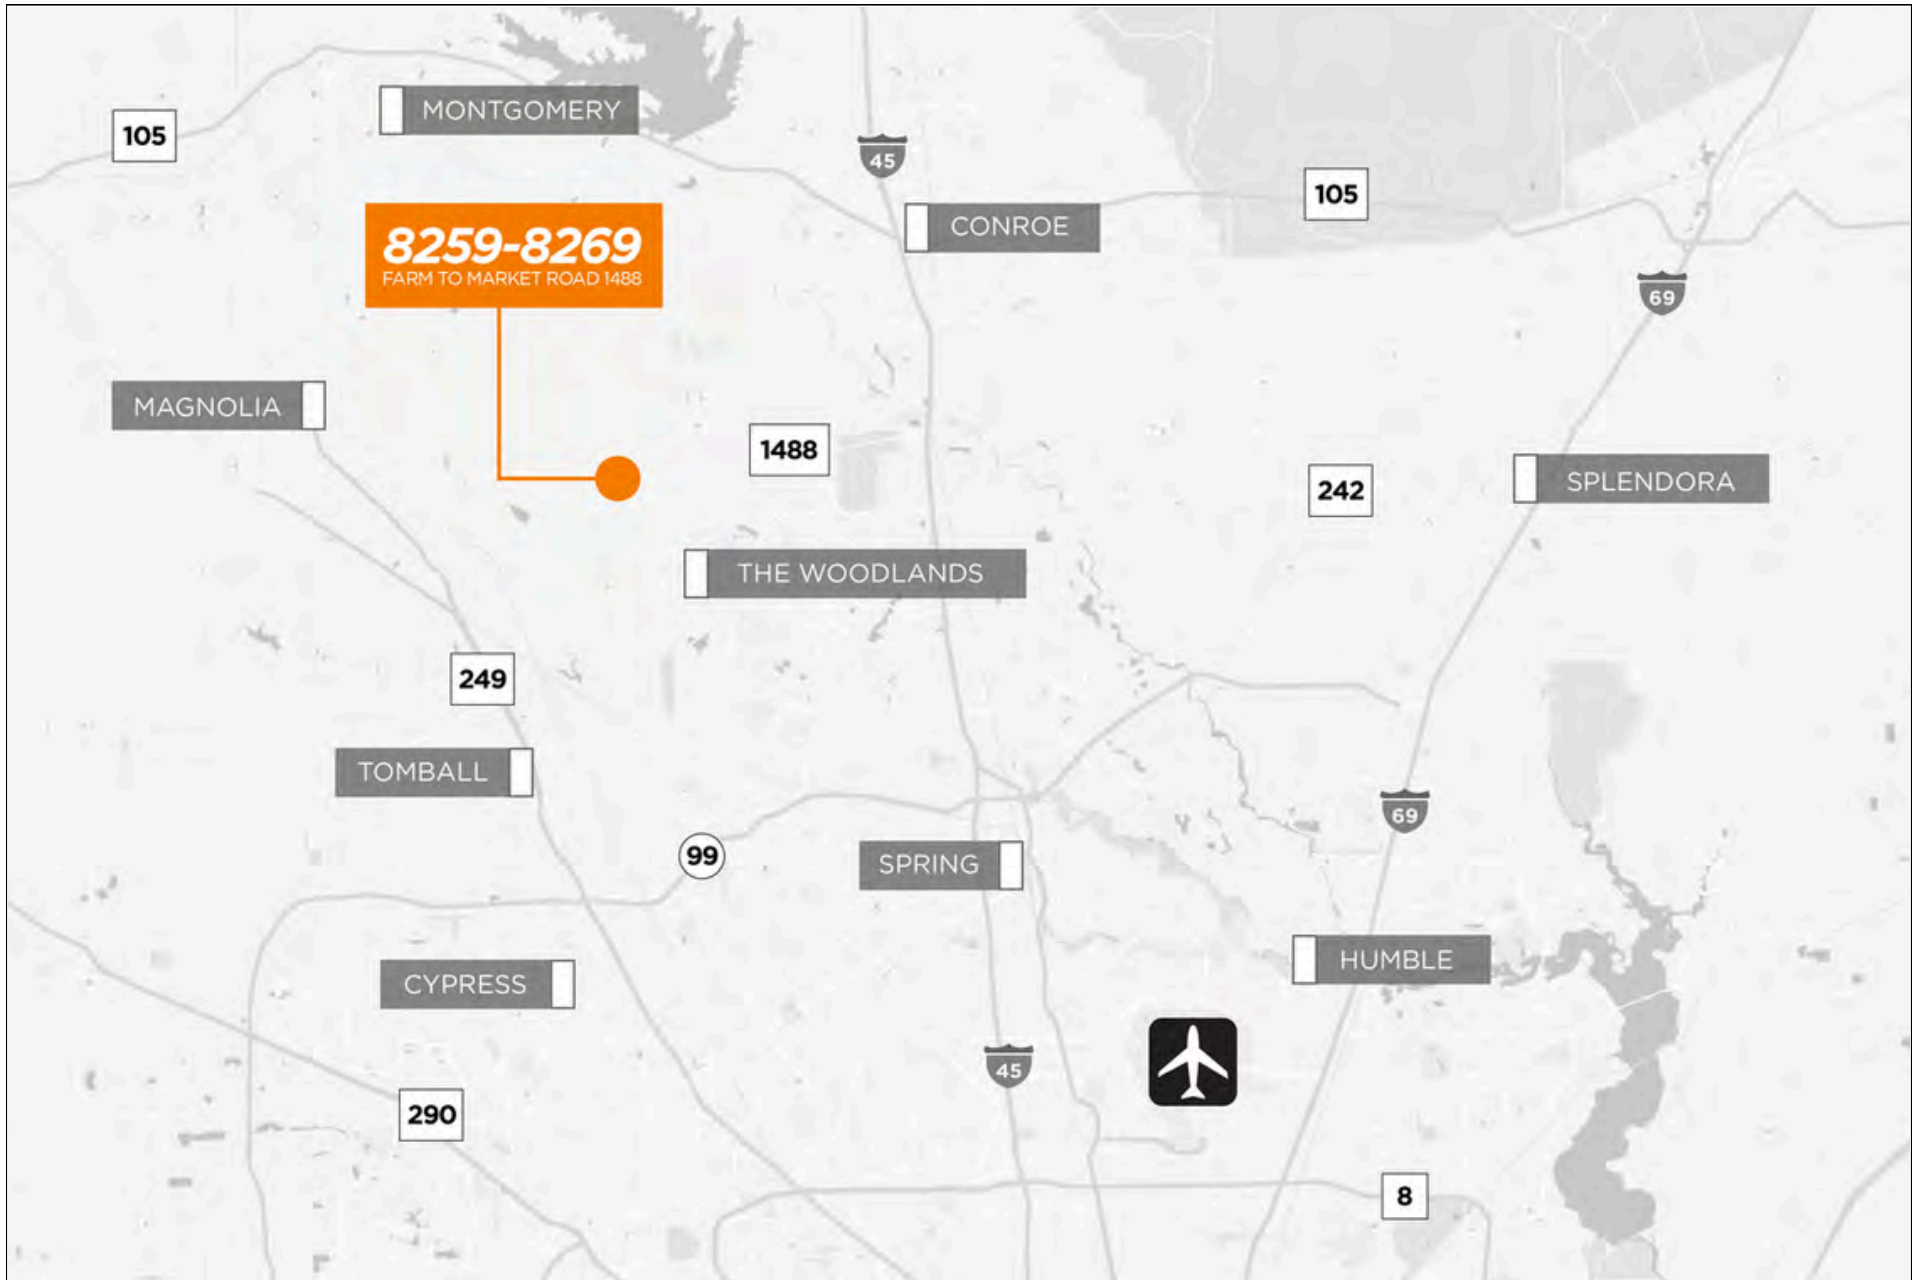 MONTGOMERY
105
45
105
CONROE
8259-8269
FARM TO MARKET ROAD 1488
69
MAGNOLIA
1488
242
SPLENDORA
THE WOODLANDS
249
TOMBALL
69
99
SPRING
HUMBLE
CYPRESS
45
290
8